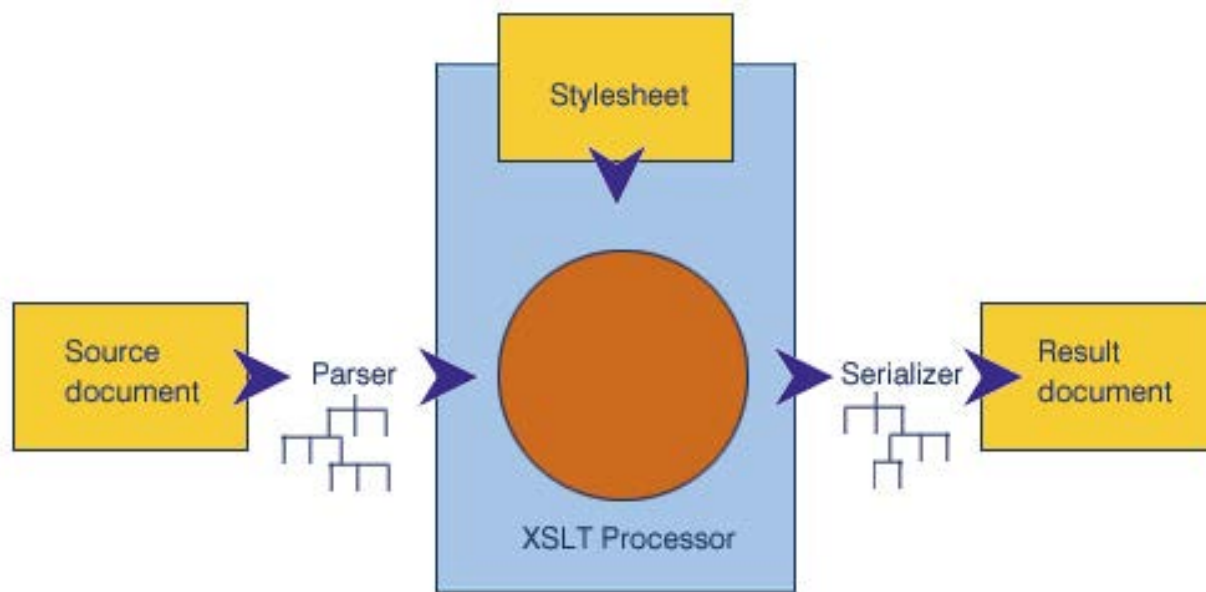 Stylesheet
Source
document
Parser
Serializer
Result
document
XSLT Processor